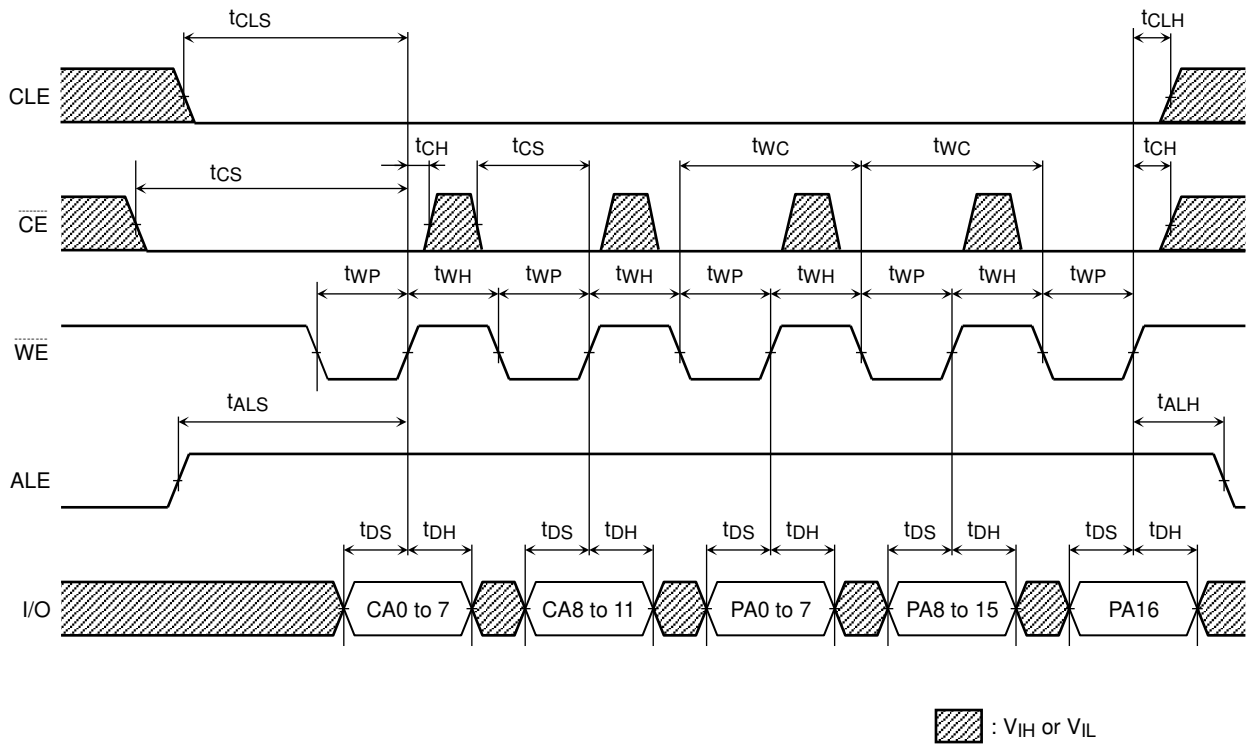 tCLS tCLH
CLE
tCH tCS tWC tWC tCH
tCS
CE
tWP tWH tWP tWH tWP tWH tWP tWH tWP
WE
tALS tALH
ALE
tDS tDH tDS tDH tDS tDH tDS tDH tDS tDH
I/O CA0 to 7 CA8 to 11 PA0 to 7 PA8 to 15 PA16
: VIH or VIL